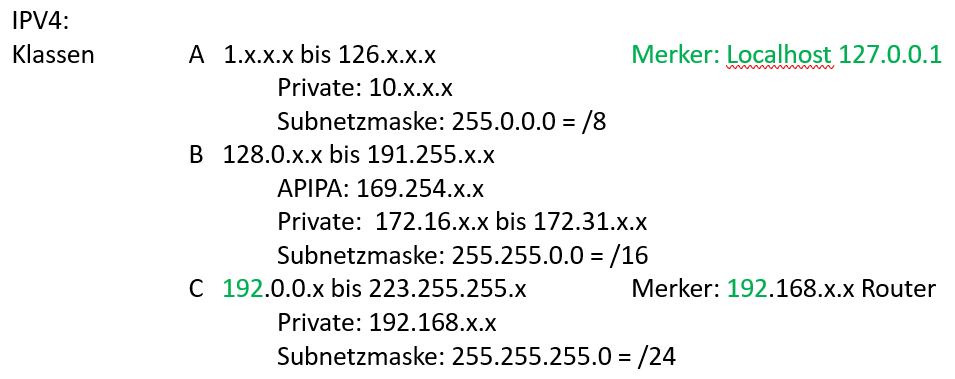 IPV4:
Klassen A 1.x.x.x bis 126.x.x.x Merker: Localhost 127.0.0.1
Private: 10.x.x.x
Subnetzmaske: 255.0.0.0 = /8
B 128.0.x.x bis 191.255.x.x
APIPA: 169.254.x.x
Private: 172.16.x.x bis 172.31.x.x
Subnetzmaske: 255.255.0.0 = /16
C 192.0.0.x bis 223.255.255.x Merker: 192.168.x.x Router
Private: 192.168.x.x
Subnetzmaske: 255.255.255.0 = /24